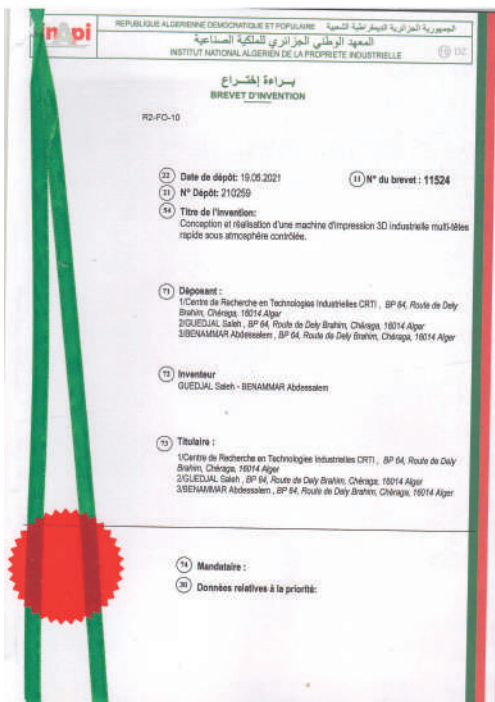 inapi
REPUBLIQUE ALGERIENNE DEMOCRATIQUE ET POPULAIRE الجمهورية الجزائرية الديمقراطية الشعبية
المعهد الوطني الجزائري للملكية الصناعية
INSTITUT NATIONAL ALGERIEN DE LA PROPRIETE INDUSTRIELLE
بـراءة إختـراع
BREVET D'INVENTION
R2-FO-10
22 Date de dépôt: 19.05.2021 11 N° du brevet : 11524
21 N° Dépôt: 210259
54 Titre de l'invention:
Conception et réalisation d'une machine d'impression 3D industrielle multi-têtes
rapide sous atmosphère contrôlée.
71 Déposant :
1/Centre de Recherche en Technologies Industrielles CRTI , BP 64, Route de Dely
Brahim, Chéraga, 16014 Alger
2/GUEDJAL Saleh , BP 64, Route de Dely Brahim, Chéraga, 16014 Alger
3/BENAMMAR Abdessalem , BP 64, Route de Dely Brahim, Chéraga, 16014 Alger
72 Inventeur
GUEDJAL Saleh - BENAMMAR Abdessalem
73 Titulaire :
1/Centre de Recherche en Technologies Industrielles CRTI , BP 64, Route de Dely
Brahim, Chéraga, 16014 Alger
2/GUEDJAL Saleh , BP 64, Route de Dely Brahim, Chéraga, 16014 Alger
3/BENAMMAR Abdessalem , BP 64, Route de Dely Brahim, Chéraga, 16014 Alger
74 Mandataire :
30 Données relatives à la priorité: